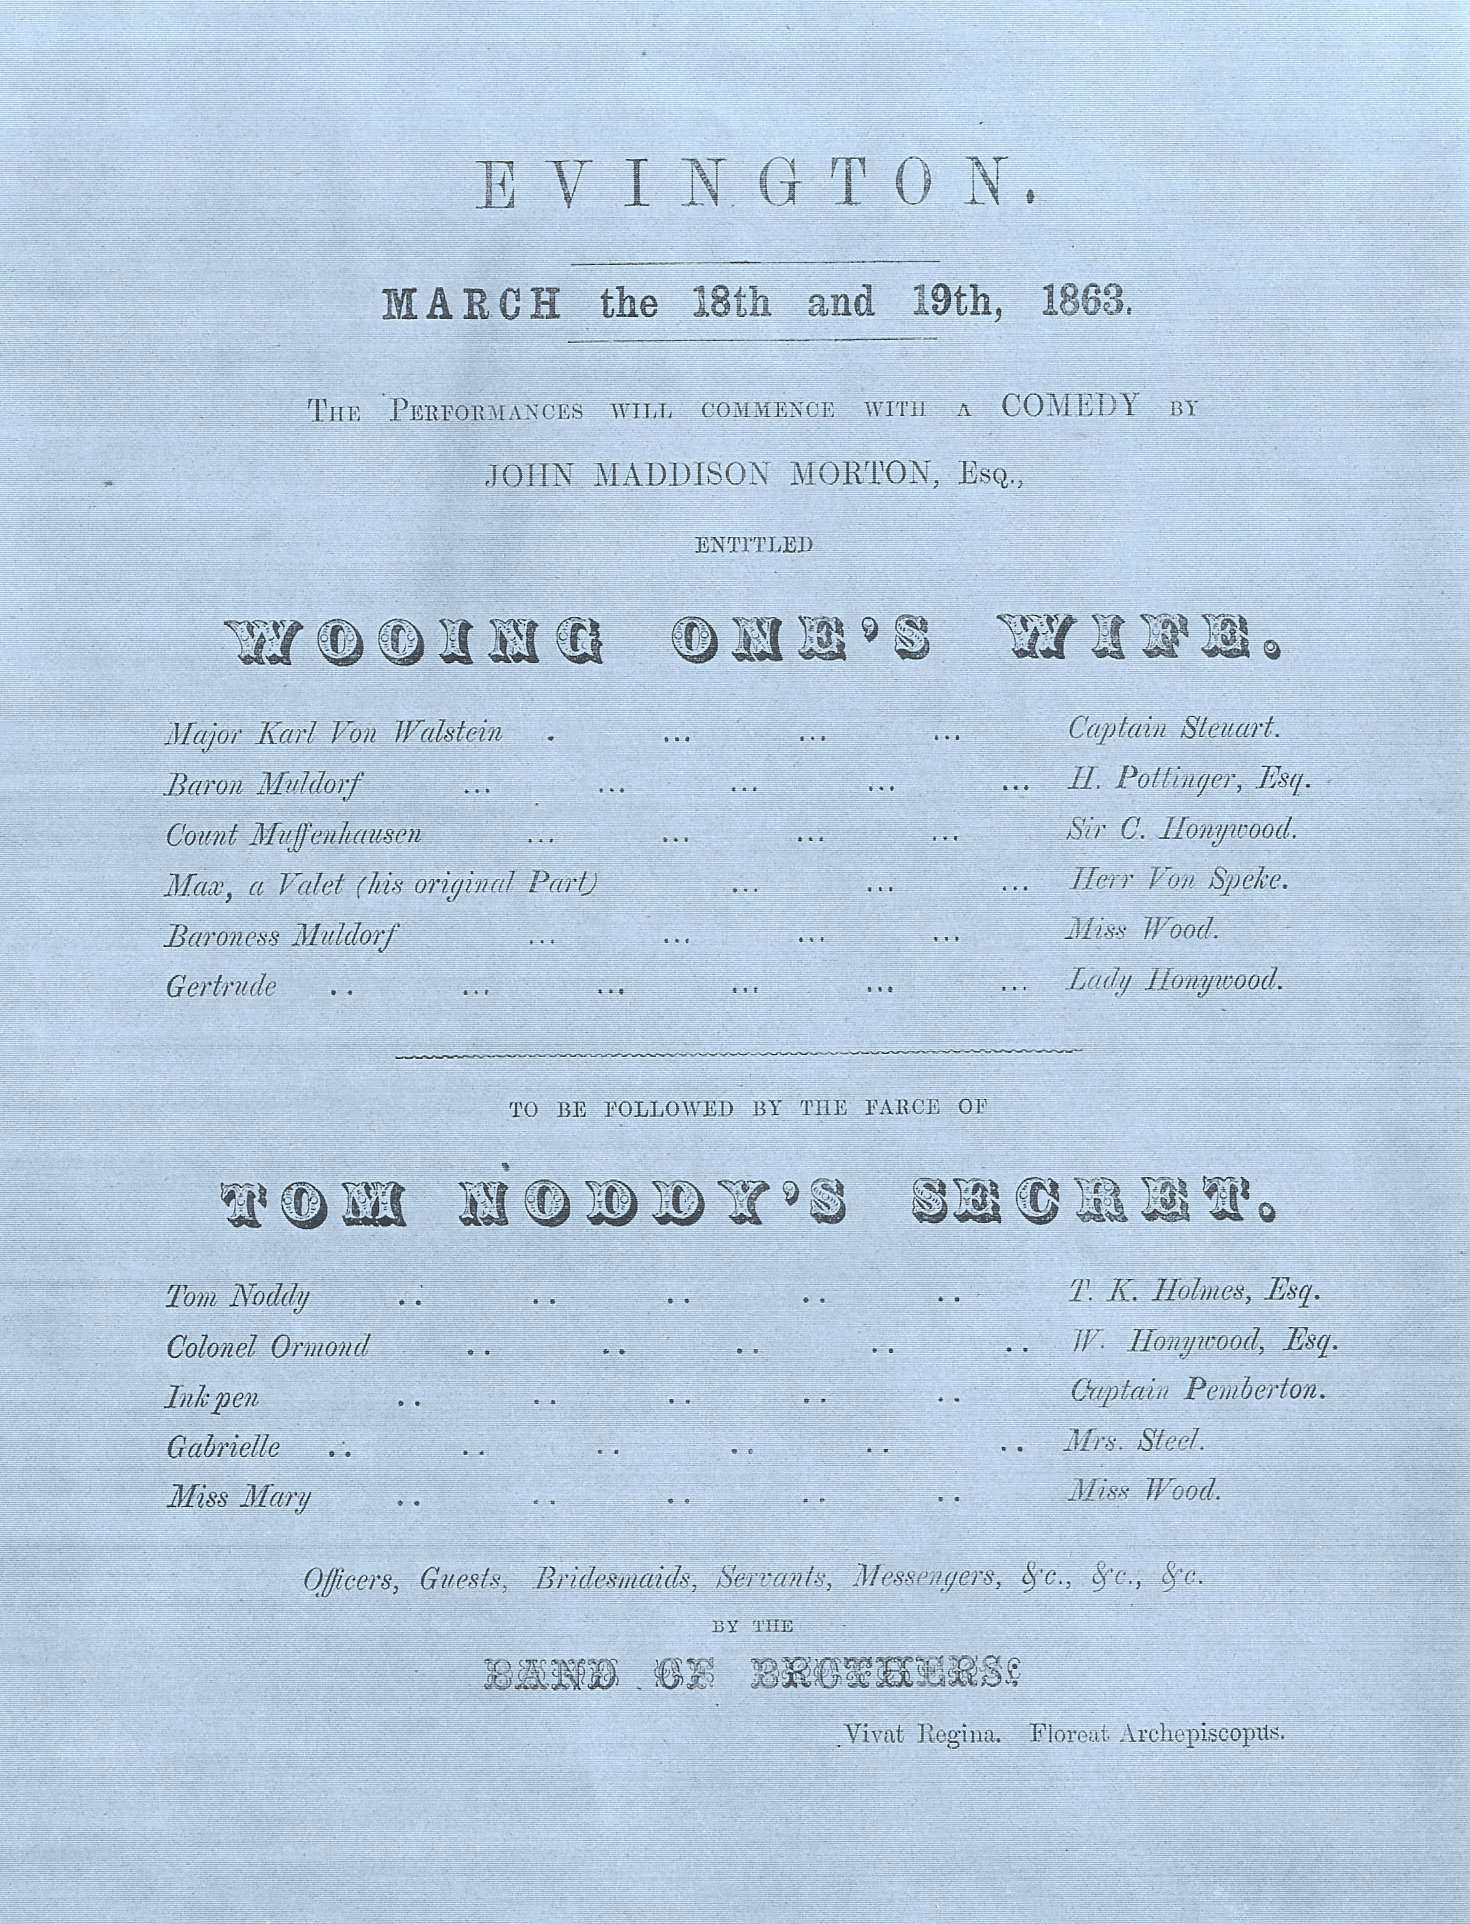 EVINGTON.
MARCH the 18th and 19th, 1863.
THE PERFORMANCES WILL COMMENCE WITH A COMEDY BY
JOHN MADDISON MORTON, ESQ.,
ENTITLED
WOOING ONE'S WIFE.
Major Karl Von Walstein . ... ... ... Captain Steuart.
Baron Muldorf ... ... ... ... ... H. Pottinger, Esq.
Count Muffenhausen ... ... ... ... Sir C. Honywood.
Max, a Valet (his original Part) ... ... ... Herr Von Speke.
Baroness Muldorf ... ... ... ... Miss Wood.
Gertrude .. ... ... ... ... ... Lady Honywood.
TO BE FOLLOWED BY THE FARCE OF
TOM NODDY'S SECRET.
Tom Noddy .. .. .. .. .. T. K. Holmes, Esq.
Colonel Ormond .. .. .. .. .. W. Honywood, Esq.
Inkpen .. .. .. .. .. Captain Pemberton.
Gabrielle .. .. .. .. .. .. Mrs. Steel.
Miss Mary .. .. .. .. .. Miss Wood.
Officers, Guests, Bridesmaids, Servants, Messengers, &c., &c., &c.
BY THE
BAND OF BROTHERS:
Vivat Regina. Floreat Archepiscopus.